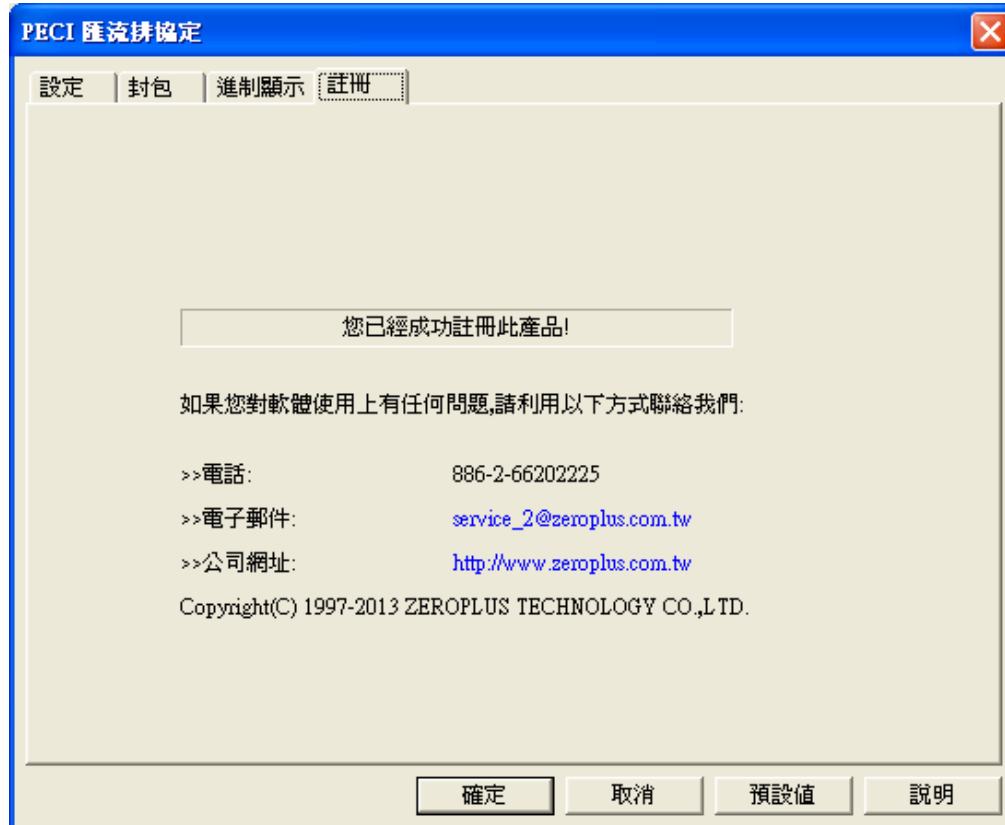 PECI 匯流排協定
設定 封包 進制顯示 註冊
您已經成功註冊此產品!
如果您對軟體使用上有任何問題,請利用以下方式聯絡我們:
>>電話: 886-2-66202225
>>電子郵件: service_2@zeroplus.com.tw
>>公司網址: http://www.zeroplus.com.tw
Copyright(C) 1997-2013 ZEROPLUS TECHNOLOGY CO.,LTD.
確定 取消 預設值 說明